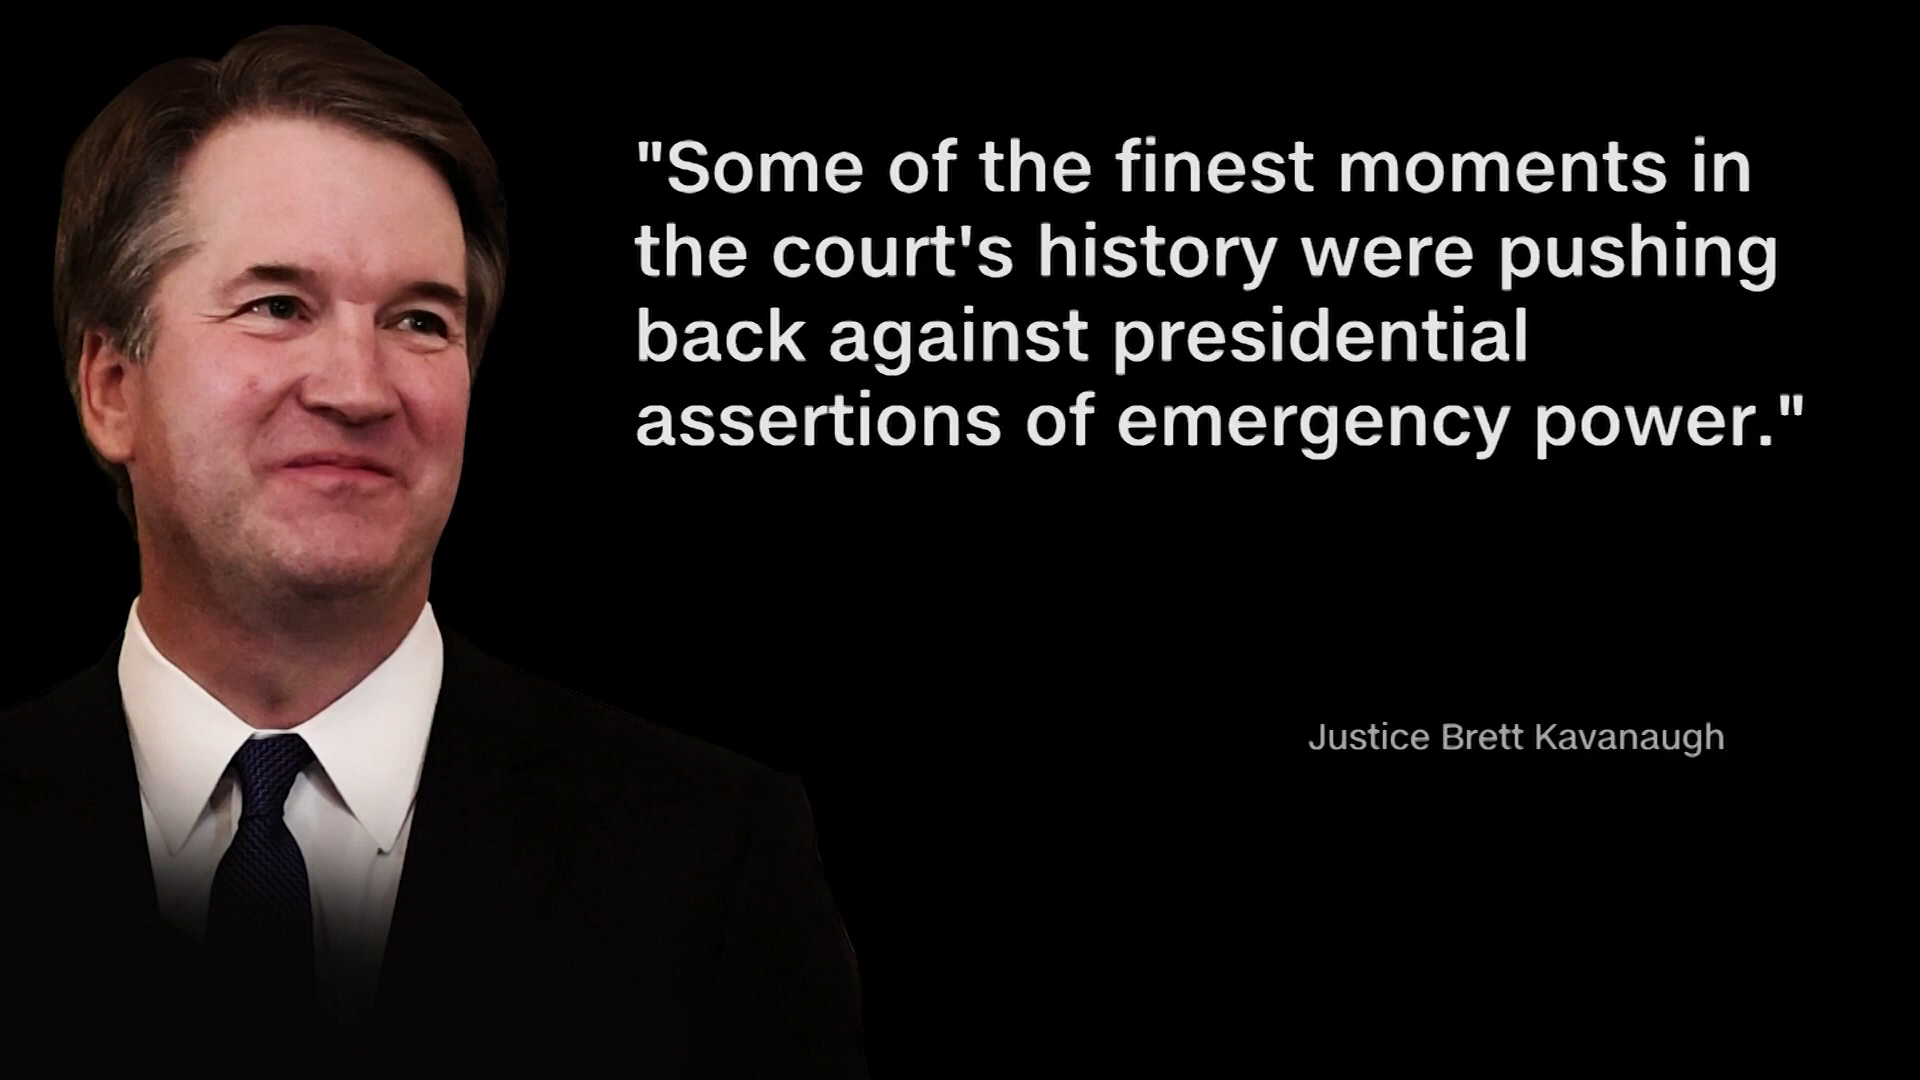 "Some of the finest moments in
the court's history were pushing
back against presidential
assertions of emergency power."
Justice Brett Kavanaugh